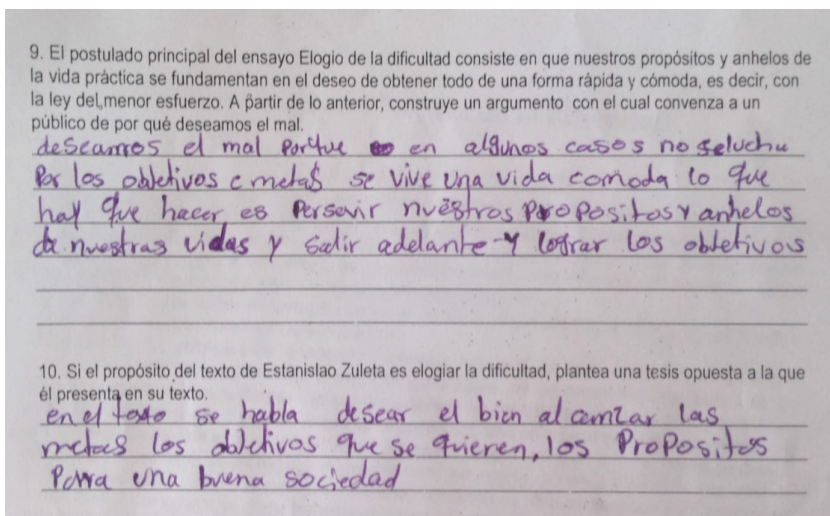 9. El postulado principal del ensayo Elogio de la dificultad consiste en que nuestros propósitos y anhelos de
la vida práctica se fundamentan en el deseo de obtener todo de una forma rápida y cómoda, es decir, con
la ley del menor esfuerzo. A partir de lo anterior, construye un argumento con el cual convenza a un
público de por qué deseamos el mal.
deseamos el mal porque en algunos casos no selucha
por los obletivos e metas se vive una vida comoda lo que
hay que hacer es persevir nuestros propositos y anhelos
de nuestras vidas y salir adelante y lograr los obletivos
10. Si el propósito del texto de Estanislao Zuleta es elogiar la dificultad, plantea una tesis opuesta a la que
él presenta en su texto.
en el texto se habla desear el bien alcanzar las
metas los obletivos que se quieren, los propositos
para una buena sociedad